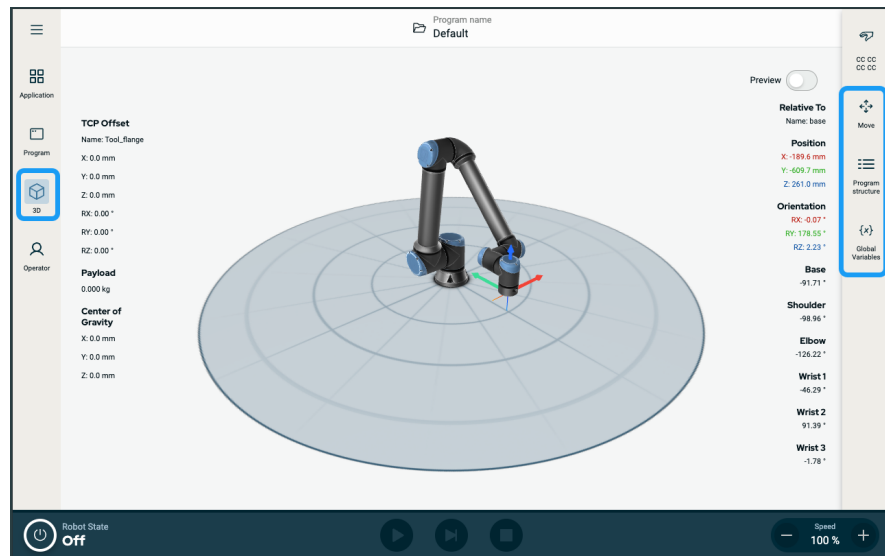 Program name
Default
Application
Program
3D
Operator
TCP Offset
Name: Tool_flange
X: 0.0 mm
Y: 0.0 mm
Z: 0.0 mm
RX: 0.00 °
RY: 0.00 °
RZ: 0.00 °
Payload
0.000 kg
Center of
Gravity
X: 0.0 mm
Y: 0.0 mm
Z: 0.0 mm
Preview
Relative To
Name: base
Position
X: -189.6 mm
Y: -609.7 mm
Z: 261.0 mm
Orientation
RX: -0.07 °
RY: 178.55 °
RZ: 2.23 °
Base
-91.71 °
Shoulder
-98.96 °
Elbow
-126.22 °
Wrist 1
-46.29 °
Wrist 2
91.39 °
Wrist 3
-1.78 °
CC CC
CC CC
Move
Program
structure
{x}
Global
Variables
Robot State
Off
Speed
100 %